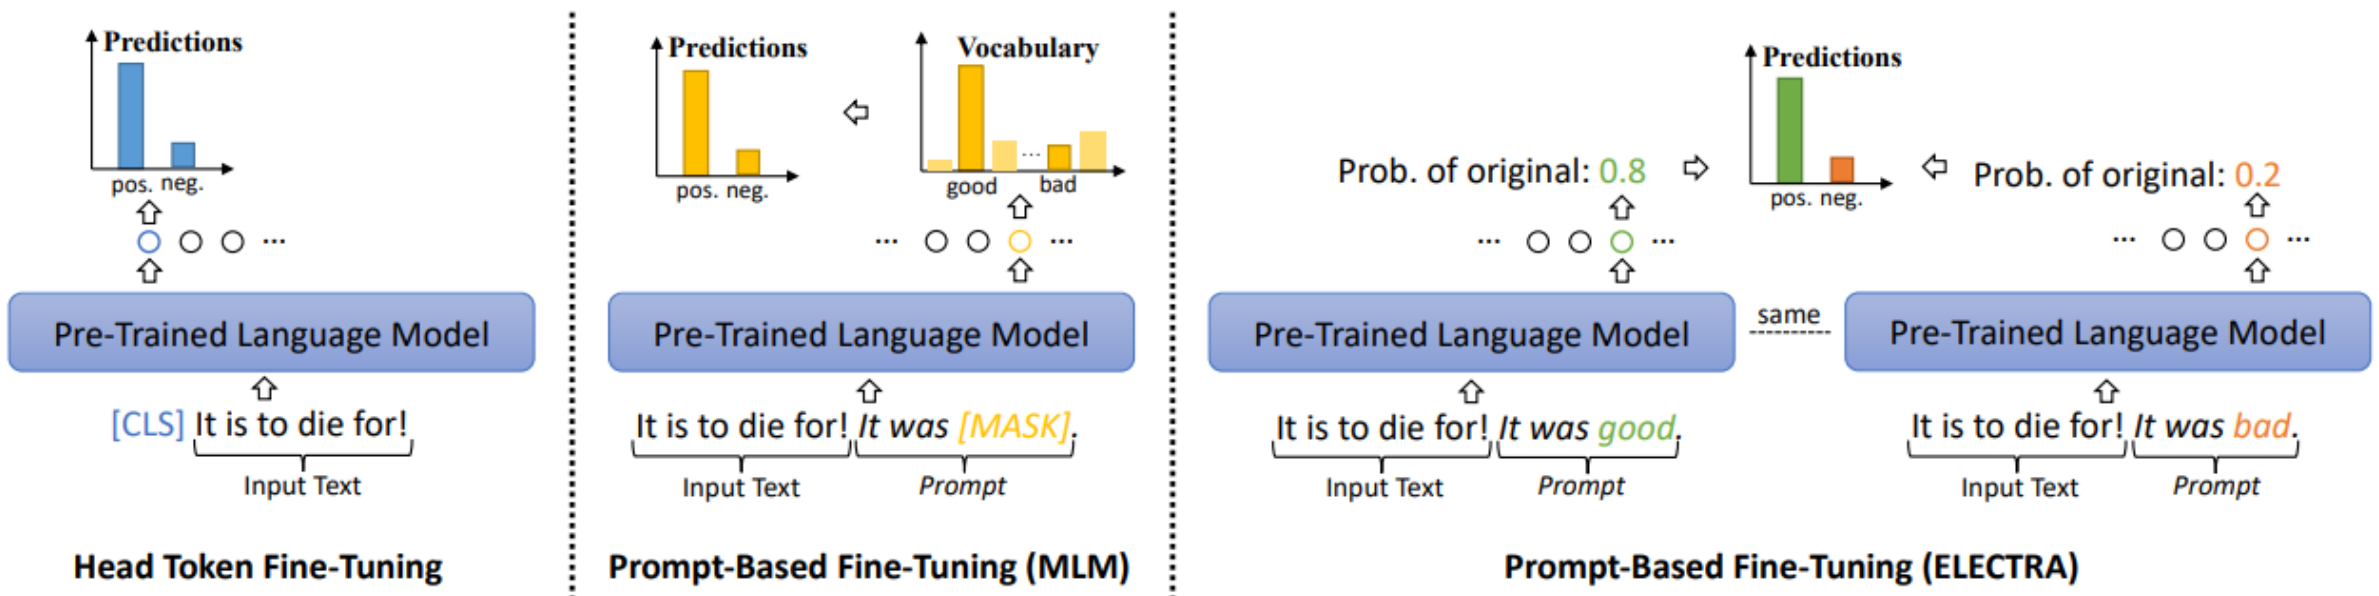 Predictions
pos. neg.
...
Pre-Trained Language Model
[CLS] It is to die for!
Input Text
Head Token Fine-Tuning
Predictions
pos. neg.
Vocabulary
...
good bad
... ...
Pre-Trained Language Model
It is to die for! It was [MASK].
Input Text Prompt
Prompt-Based Fine-Tuning (MLM)
Predictions
pos. neg.
Prob. of original: 0.8
Prob. of original: 0.2
... ...
... ...
Pre-Trained Language Model
same
Pre-Trained Language Model
It is to die for! It was good.
Input Text Prompt
It is to die for! It was bad.
Input Text Prompt
Prompt-Based Fine-Tuning (ELECTRA)